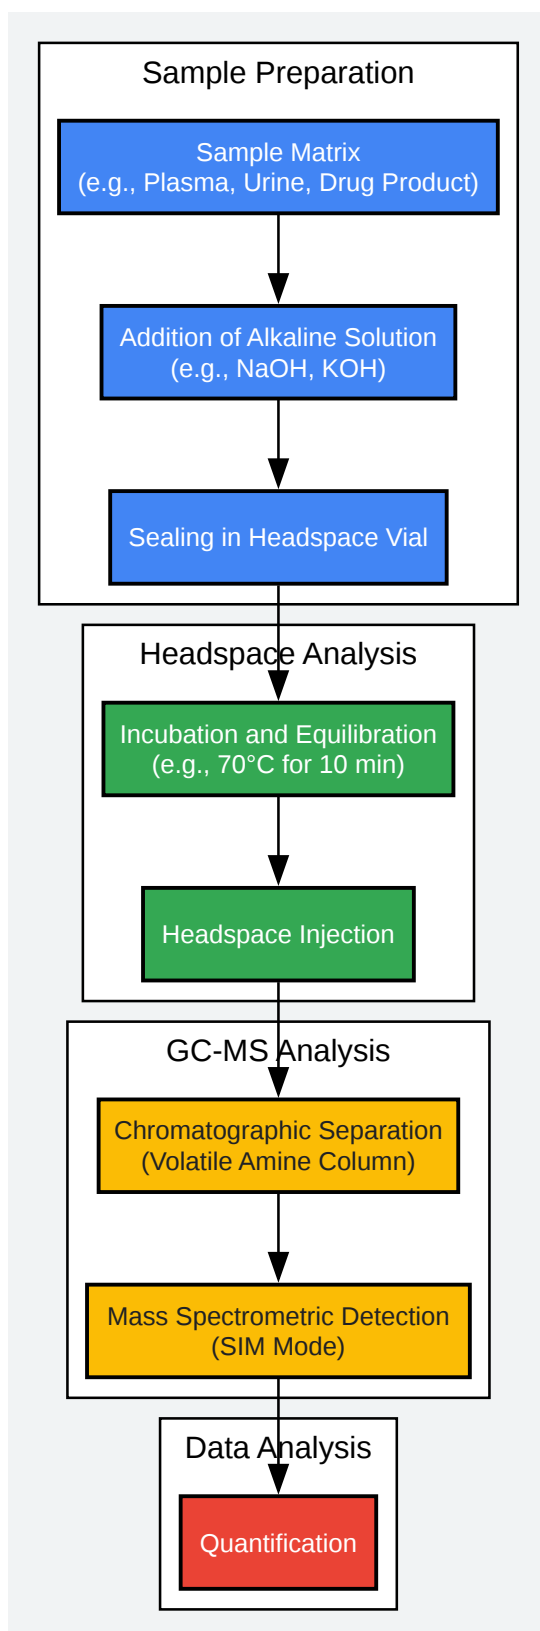 Sample Preparation
Sample Matrix
(e.g., Plasma, Urine, Drug Product)
Addition of Alkaline Solution
(e.g., NaOH, KOH)
Sealing in Headspace Vial
Headspace Analysis
Incubation and Equilibration
(e.g., 70°C for 10 min)
Headspace Injection
GC-MS Analysis
Chromatographic Separation
(Volatile Amine Column)
Mass Spectrometric Detection
(SIM Mode)
Data Analysis
Quantification